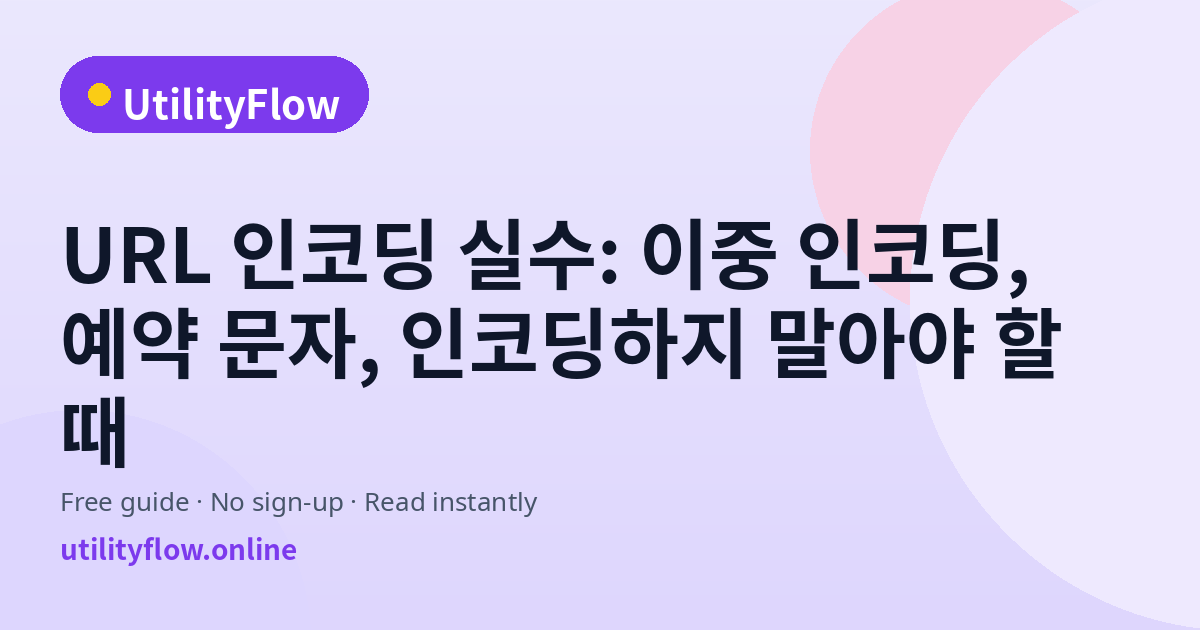 UtilityFlow
URL 인코딩 실수: 이중 인코딩,
예약 문자, 인코딩하지 말아야 할
때
Free guide · No sign-up · Read instantly
utilityflow.online